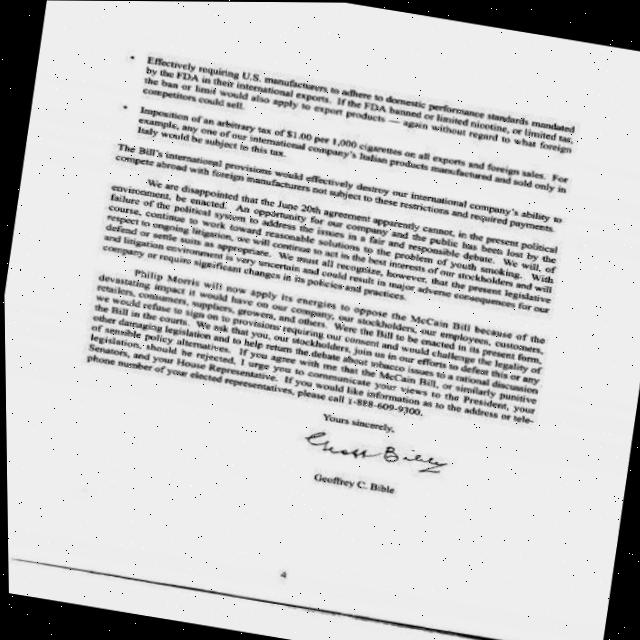 • Effectively requiring U.S. manufacturers to adhere to domestic performance standards mandated
by the FDA in their international exports. If the FDA banned or limited nicotine, or limited tar,
the ban or limit would also apply to export products — again without regard to what foreign
competitors could sell.
• Imposition of an arbitrary tax of $1.00 per 1,000 cigarettes on all exports and foreign sales. For
example, any one of our international company's Italian products manufactured and sold only in
Italy would be subject in this tax.
The Bill's international provisions would effectively destroy our international company's ability to
compete abroad with foreign manufacturers not subject to these restrictions and required payments.
We are disappointed that the June 20th agreement apparently cannot, in the present political
environment, be enacted. An opportunity for our company and the public has been lost by the
failure of the political system to address the issues in a fair and responsible debate. We will, of
course, continue to work toward reasonable solutions to the problem of youth smoking. With
respect to ongoing litigation, we will continue to act in the best interests of our stockholders and will
defend or settle suits as appropriate. We must all recognize, however, that the present legislative
and litigation environment is very uncertain and could result in major adverse consequences for our
company or require significant changes in its policies and practices.
Philip Morris will now apply its energies to oppose the McCain Bill because of the
devastating impact it would have on our company, our stockholders, our employees, customers,
retailers, consumers, suppliers, growers, and others. Were the Bill to be enacted in its present form,
we would refuse to sign on to provisions requiring our consent and would challenge the legality of
the Bill in the courts. We ask that you, our stockholders, join us in our efforts to defeat this or any
other damaging legislation and to help return the debate about tobacco issues to a rational discussion
of sensible policy alternatives. If you agree with me that the McCain Bill, or similarly punitive
legislation, should be rejected, I urge you to communicate your views to the President, your
Senators, and your House Representative. If you would like information as to the address or tele-
phone number of your elected representatives, please call 1-888-609-9300.
Yours sincerely,
Geoff Bible
Geoffrey C. Bible
4